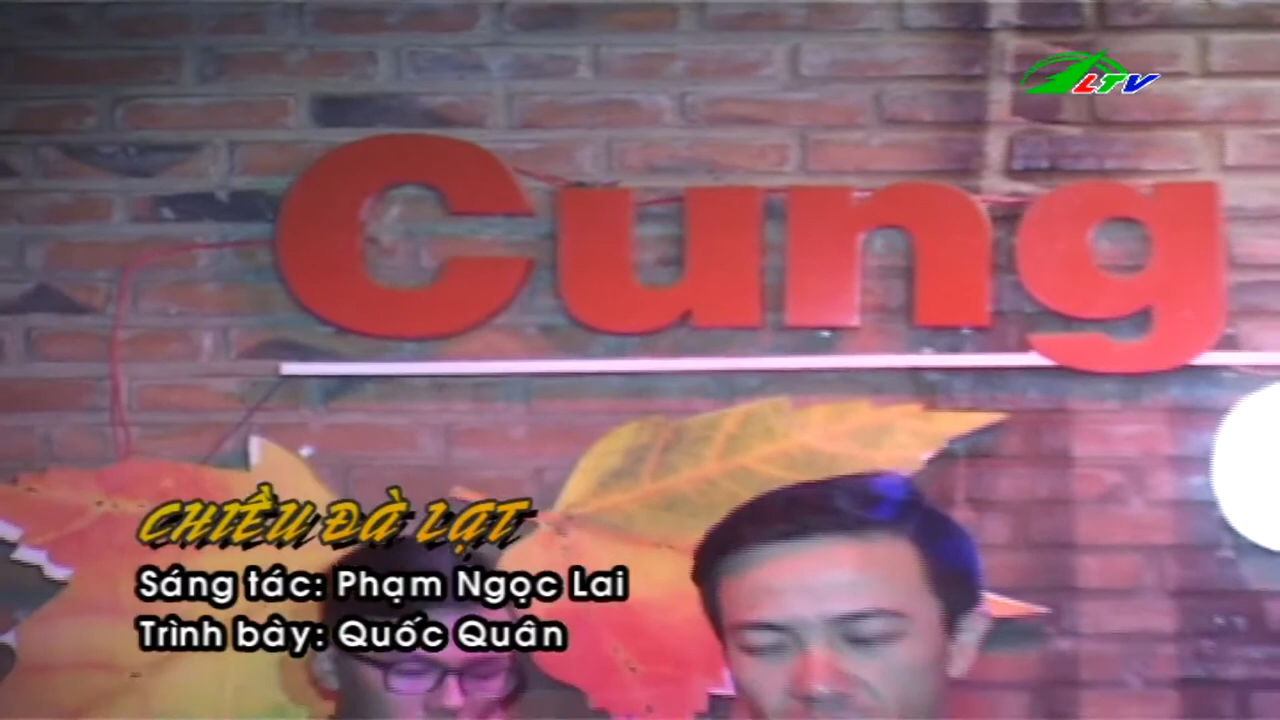 LTV
Cung
CHIỀU ĐÀ LẠT
Sáng tác: Phạm Ngọc Lai
Trình bày: Quốc Quân